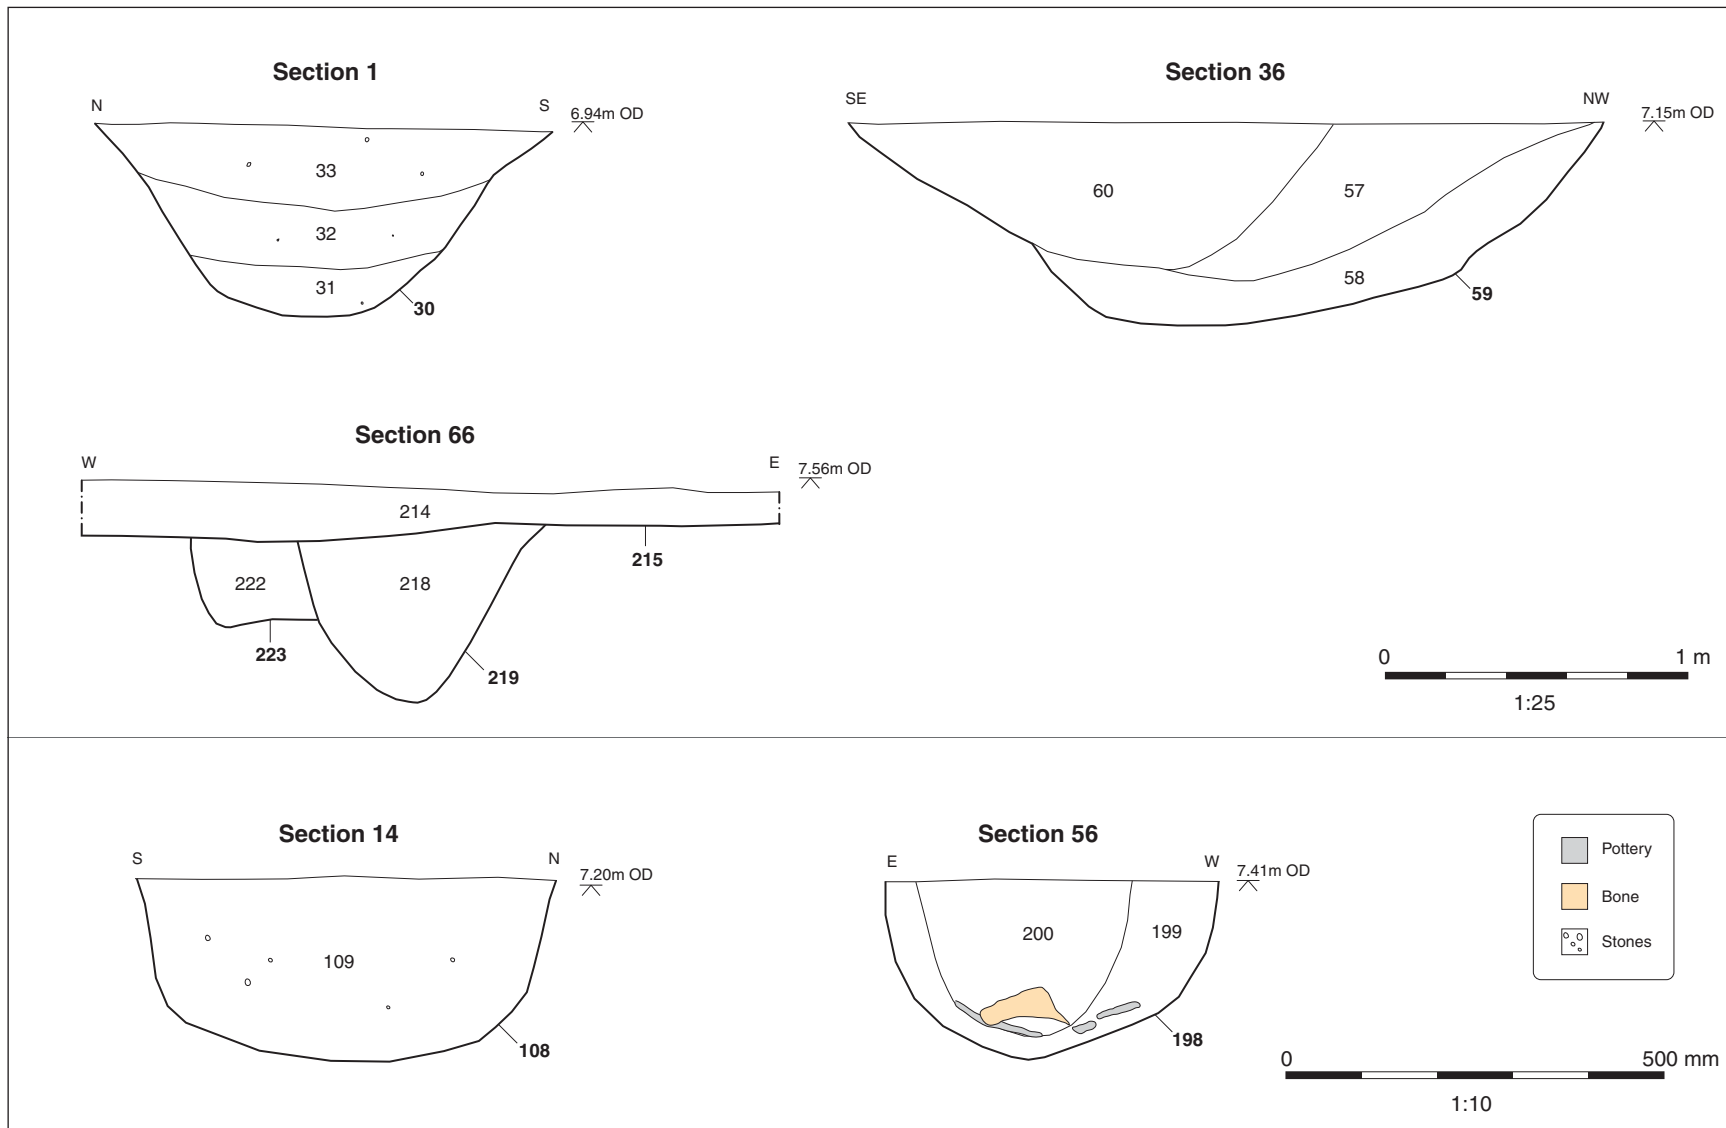 Section 1
N
S
6.94m OD
33
32
31
30
Section 36
SE
NW
7.15m OD
60
57
58
59
Section 66
W
E
7.56m OD
214
215
222
218
223
219
0
1 m
1:25
Section 14
S
N
7.20m OD
109
108
Section 56
E
W
7.41m OD
200
199
198
Pottery
Bone
Stones
0
500 mm
1:10